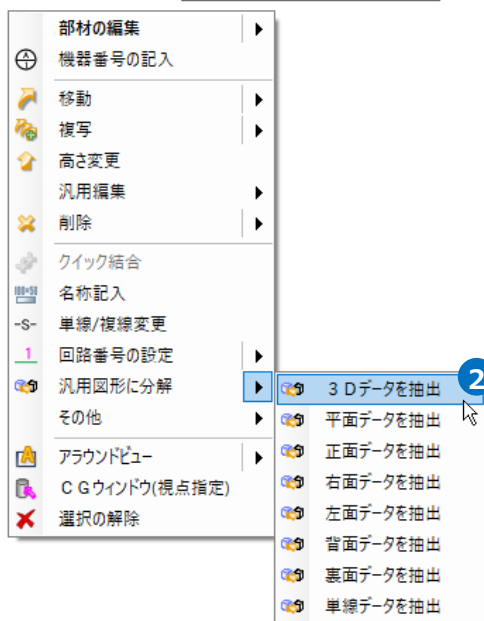 部材の編集
機器番号の記入
移動
複写
高さ変更
汎用編集
削除
クイック結合
100×50
名称記入
-S-
単線/複線変更
1
回路番号の設定
汎用図形に分解
その他
A
アラウンドビュー
ＣＧウィンドウ(視点指定)
選択の解除
2
３Ｄデータを抽出
平面データを抽出
正面データを抽出
右面データを抽出
左面データを抽出
背面データを抽出
裏面データを抽出
単線データを抽出